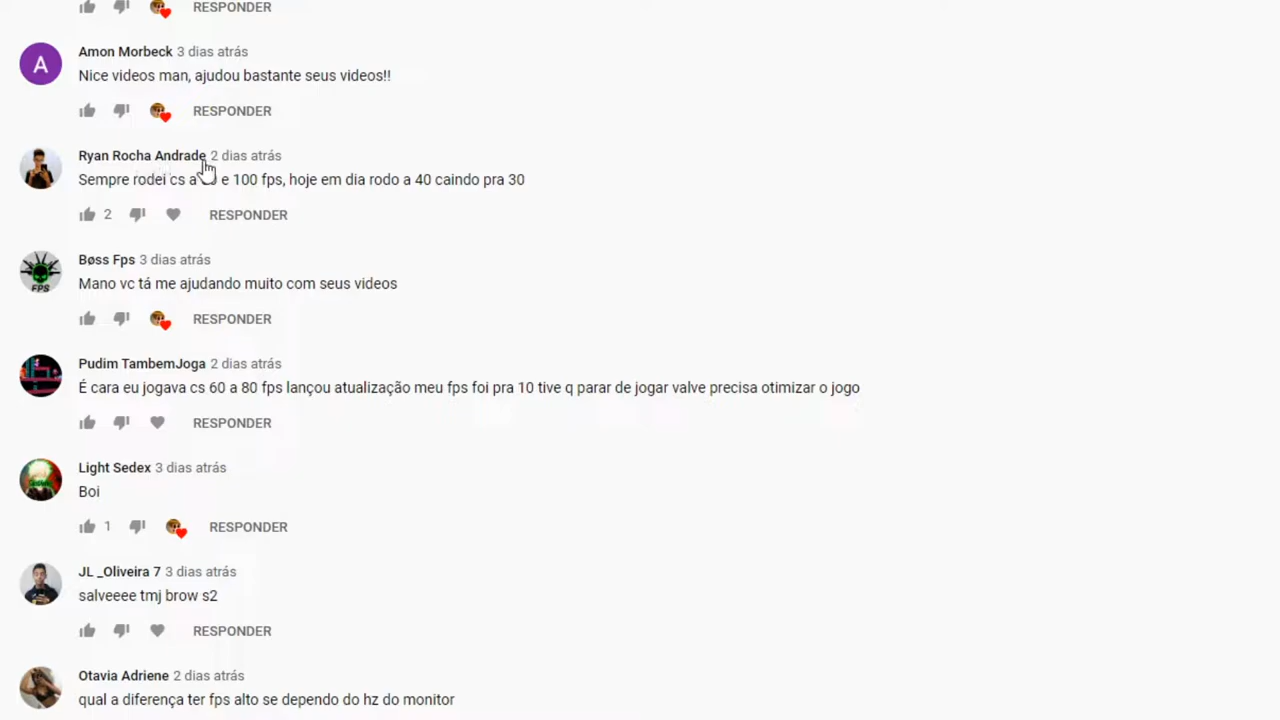 RESPONDER
Amon Morbeck 3 dias atrás
Nice videos man, ajudou bastante seus videos!!
RESPONDER
Ryan Rocha Andrade 2 dias atrás
Sempre rodei cs a e 100 fps, hoje em dia rodo a 40 caindo pra 30
2 RESPONDER
Bøss Fps 3 dias atrás
Mano vc tá me ajudando muito com seus videos
FPS
RESPONDER
Pudim TambemJoga 2 dias atrás
É cara eu jogava cs 60 a 80 fps lançou atualização meu fps foi pra 10 tive q parar de jogar valve precisa otimizar o jogo
RESPONDER
Light Sedex 3 dias atrás
Boi
1 RESPONDER
JL _Oliveira 7 3 dias atrás
salveeee tmj brow s2
RESPONDER
Otavia Adriene 2 dias atrás
qual a diferença ter fps alto se dependo do hz do monitor
A